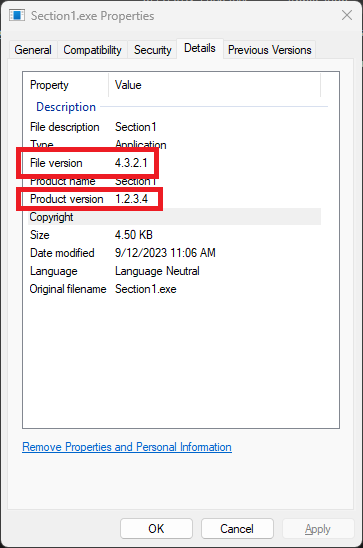 Section1.exe Properties
General Compatibility Security Details Previous Versions
Property Value
Description
File description Section1
Type Application
File version 4.3.2.1
Product name Section1
Product version 1.2.3.4
Copyright
Size 4.50 KB
Date modified 9/12/2023 11:06 AM
Language Language Neutral
Original filename Section1.exe
Remove Properties and Personal Information
OK Cancel Apply